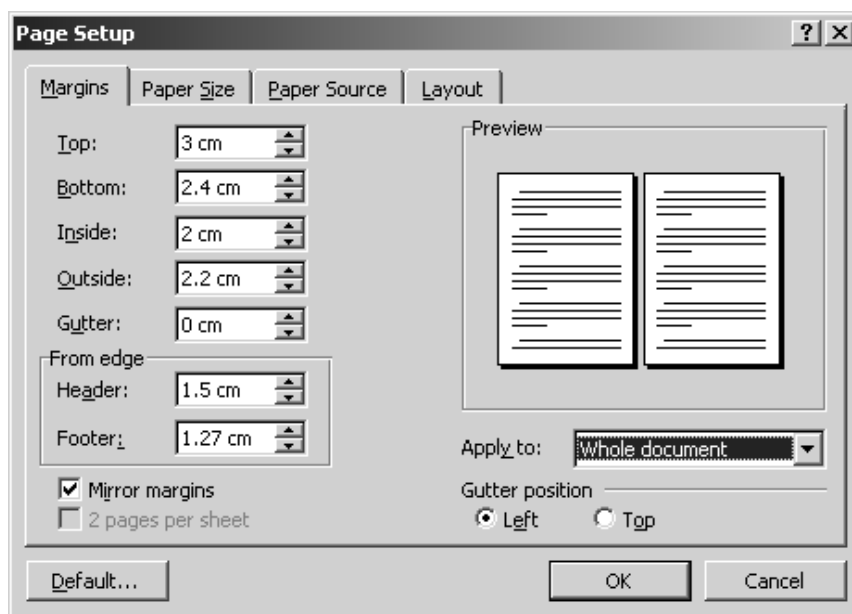 Page Setup
Margins Paper Size Paper Source Layout
Top: 3 cm
Bottom: 2.4 cm
Inside: 2 cm
Outside: 2.2 cm
Gutter: 0 cm
From edge
Header: 1.5 cm
Footer: 1.27 cm
Mirror margins
2 pages per sheet
Preview
Apply to: Whole document
Gutter position
Left Top
Default... OK Cancel